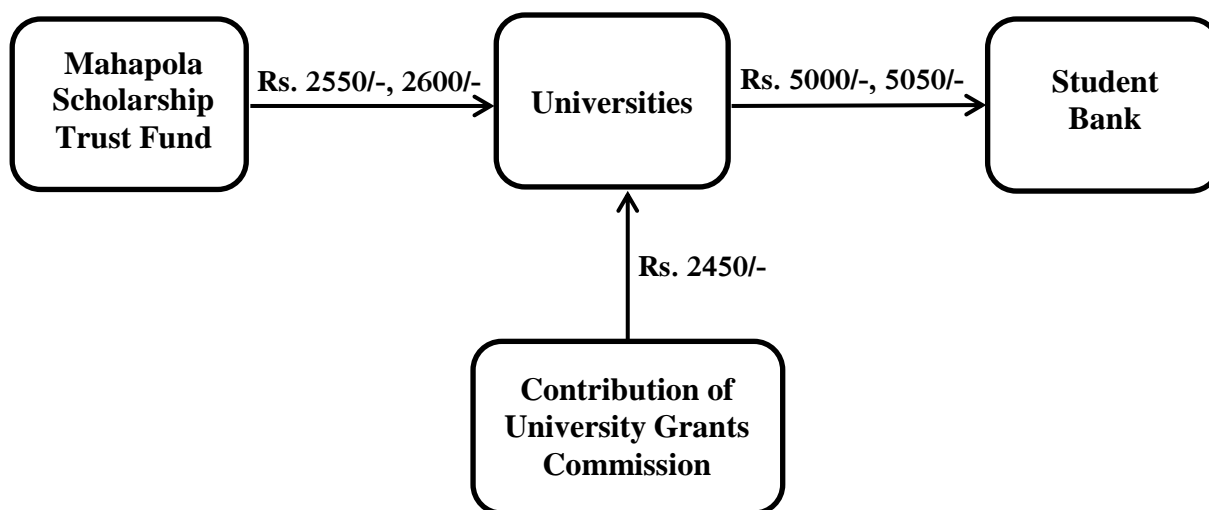 Mahapola
Scholarship
Trust Fund
Rs. 2550/-, 2600/-
Universities
Rs. 5000/-, 5050/-
Student
Bank
Rs. 2450/-
Contribution of
University Grants
Commission